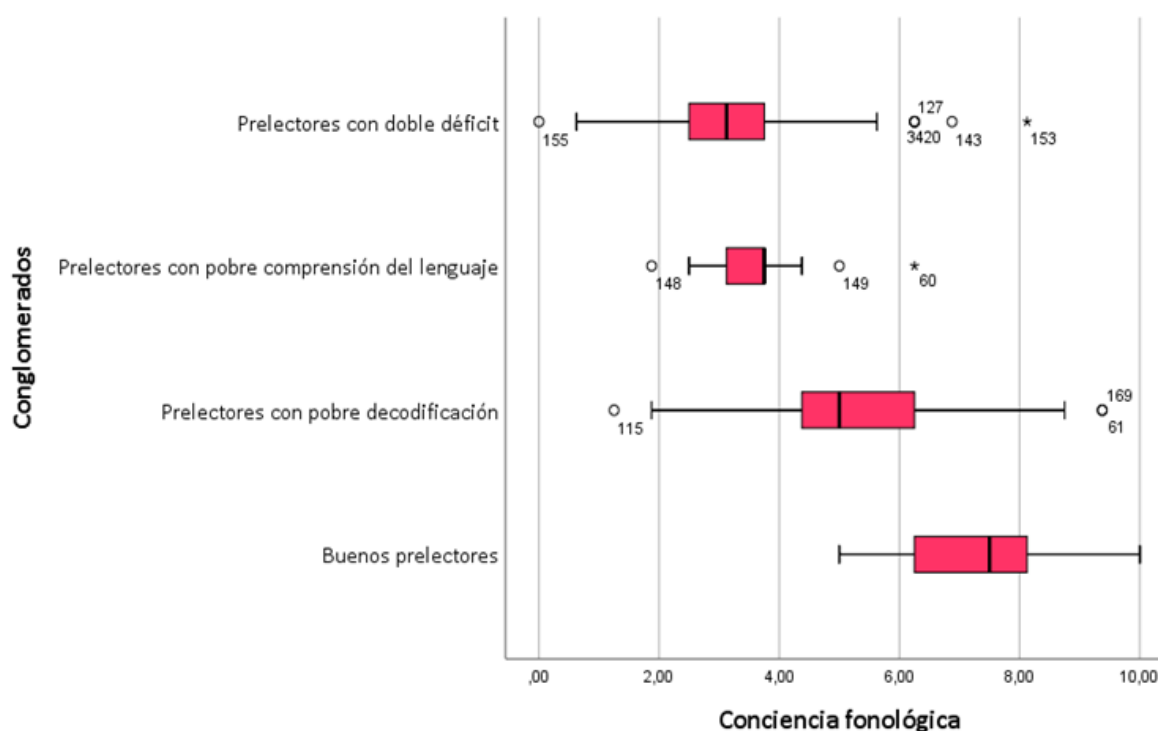 Conglomerados
Prelectores con doble déficit
155
127
3420
143
153
Prelectores con pobre comprensión del lenguaje
148
149
60
Prelectores con pobre decodificación
115
169
61
Buenos prelectores
,00 2,00 4,00 6,00 8,00 10,00
Conciencia fonológica